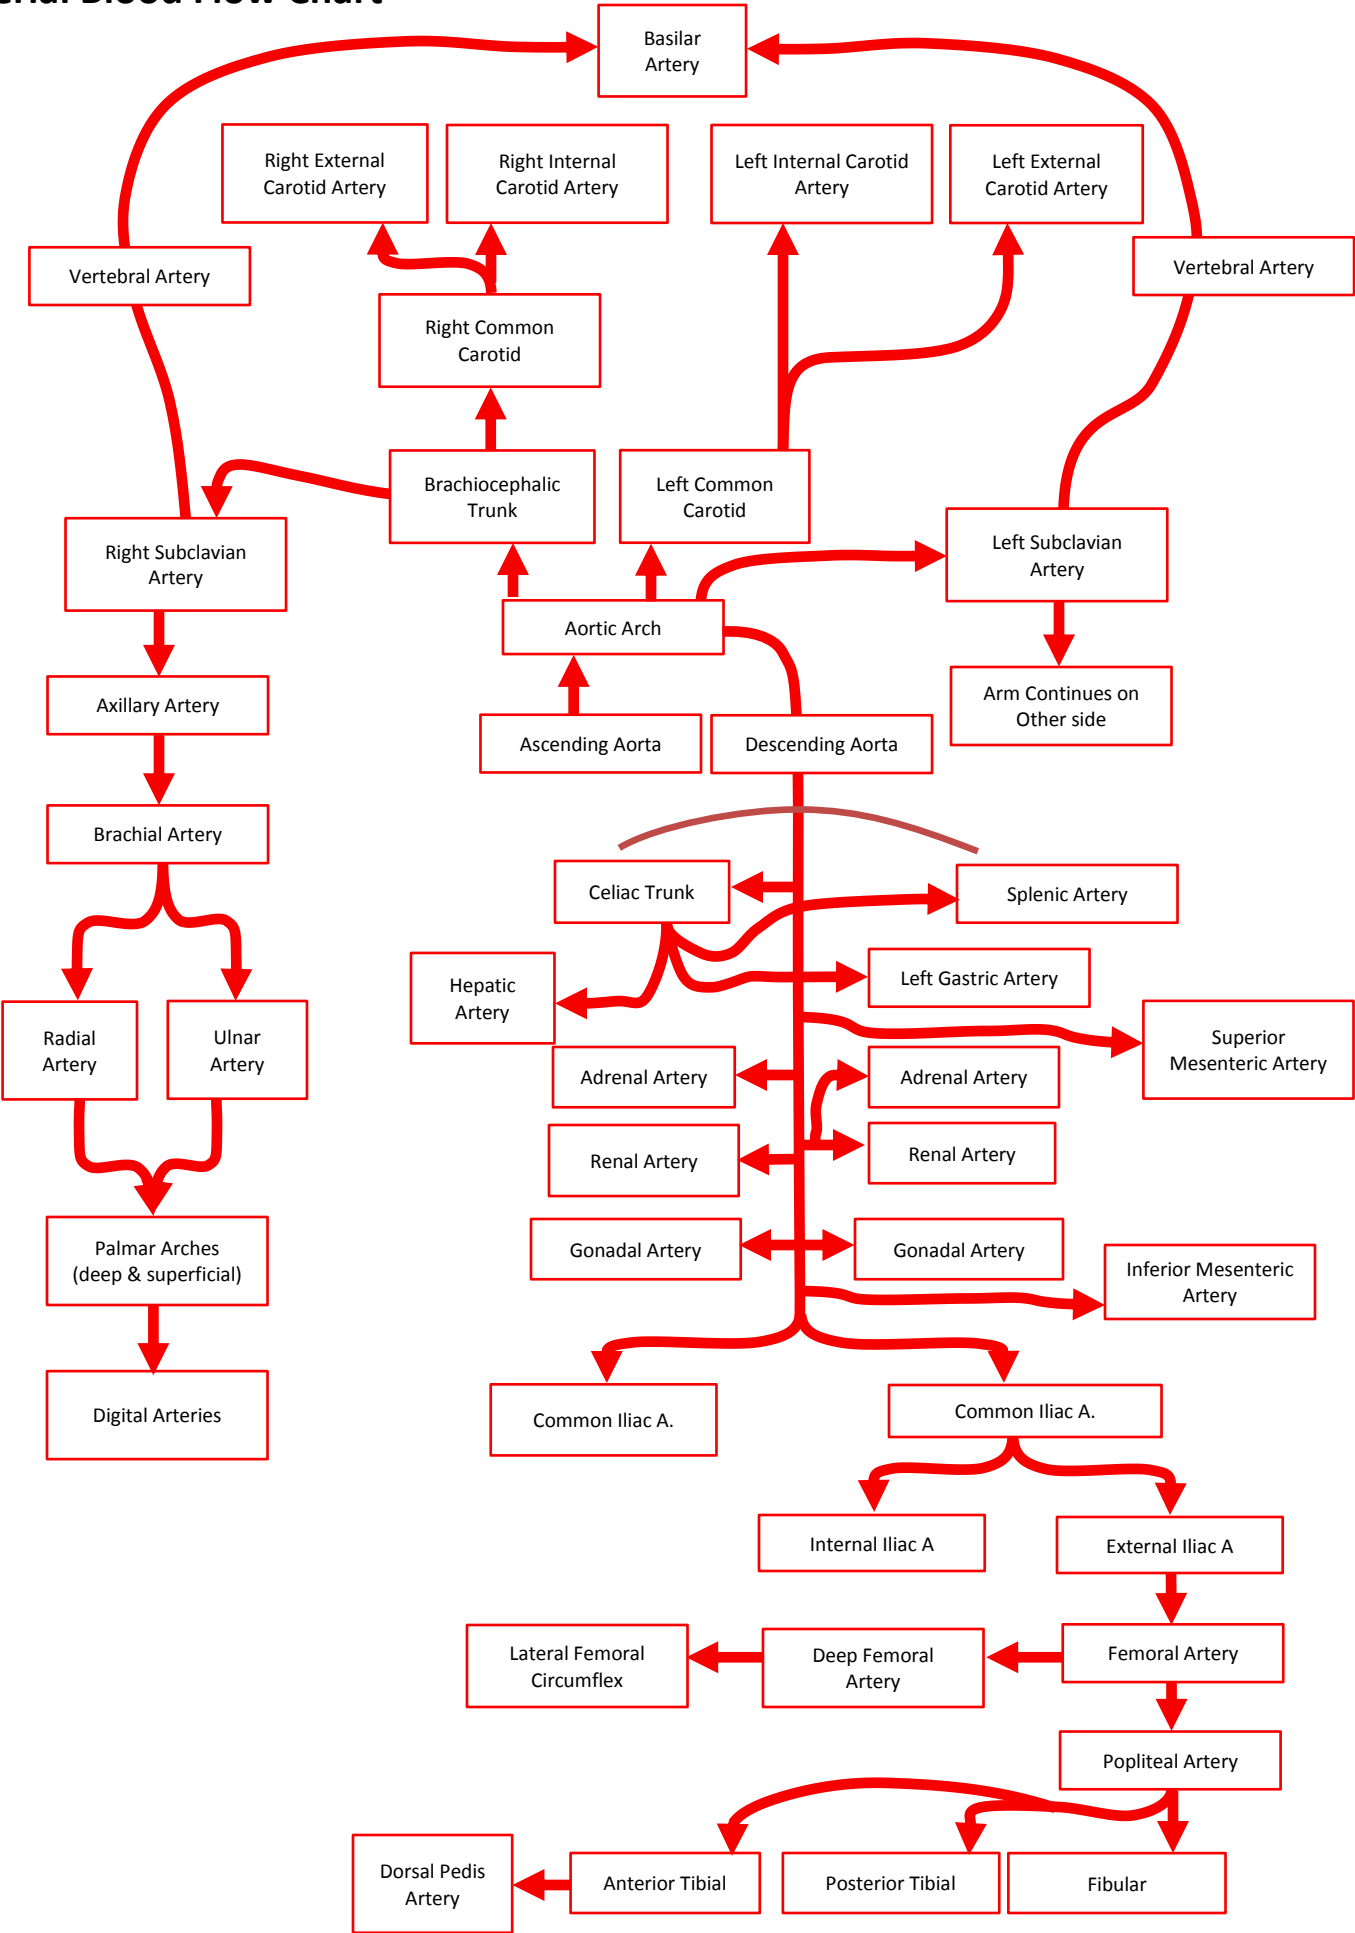 Blood Flow Chart
Basilar
Artery
Right External
Carotid Artery
Right Internal
Carotid Artery
Left Internal Carotid
Artery
Left External
Carotid Artery
Vertebral Artery
Vertebral Artery
Right Common
Carotid
Brachiocephalic
Trunk
Left Common
Carotid
Right Subclavian
Artery
Left Subclavian
Artery
Aortic Arch
Axillary Artery
Arm Continues on
Other side
Ascending Aorta
Descending Aorta
Brachial Artery
Celiac Trunk
Splenic Artery
Hepatic
Artery
Left Gastric Artery
Radial
Artery
Ulnar
Artery
Superior
Mesenteric Artery
Adrenal Artery
Adrenal Artery
Renal Artery
Renal Artery
Palmar Arches
(deep & superficial)
Gonadal Artery
Gonadal Artery
Inferior Mesenteric
Artery
Digital Arteries
Common Iliac A.
Common Iliac A.
Internal Iliac A
External Iliac A
Lateral Femoral
Circumflex
Deep Femoral
Artery
Femoral Artery
Popliteal Artery
Dorsal Pedis
Artery
Anterior Tibial
Posterior Tibial
Fibular